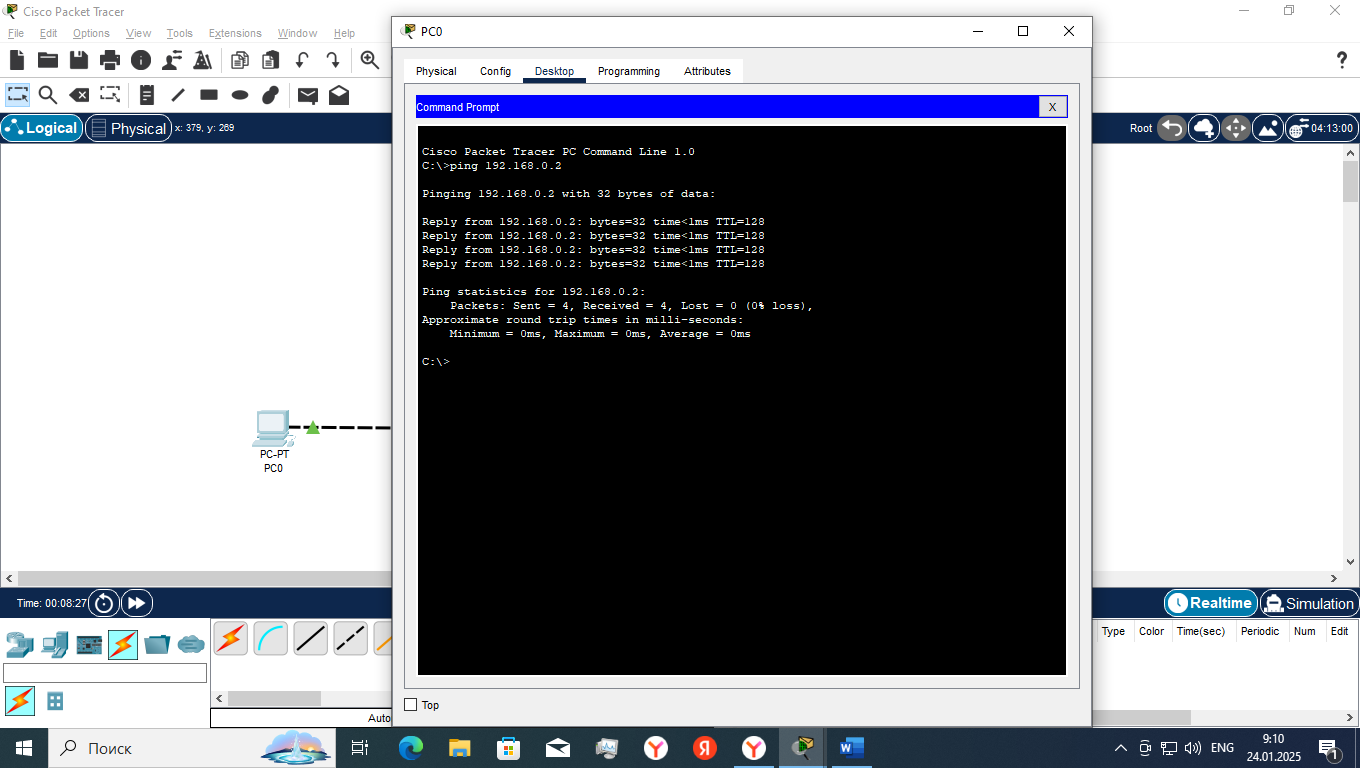 Cisco Packet Tracer
File Edit Options View Tools Extensions Window Help
Logical
Physical
x: 379, y: 269
Root
04:13:00
PC0
Physical Config Desktop Programming Attributes
Command Prompt
X
Cisco Packet Tracer PC Command Line 1.0
C:\>ping 192.168.0.2
Pinging 192.168.0.2 with 32 bytes of data:
Reply from 192.168.0.2: bytes=32 time<1ms TTL=128
Reply from 192.168.0.2: bytes=32 time<1ms TTL=128
Reply from 192.168.0.2: bytes=32 time<1ms TTL=128
Reply from 192.168.0.2: bytes=32 time<1ms TTL=128
Ping statistics for 192.168.0.2:
Packets: Sent = 4, Received = 4, Lost = 0 (0% loss),
Approximate round trip times in milli-seconds:
Minimum = 0ms, Maximum = 0ms, Average = 0ms
C:\>
Top
PC-PT
PC0
Time: 00:08:27
Realtime
Simulation
Type Color Time(sec) Periodic Num Edit
Auto
Поиск
ENG
9:10
24.01.2025
1